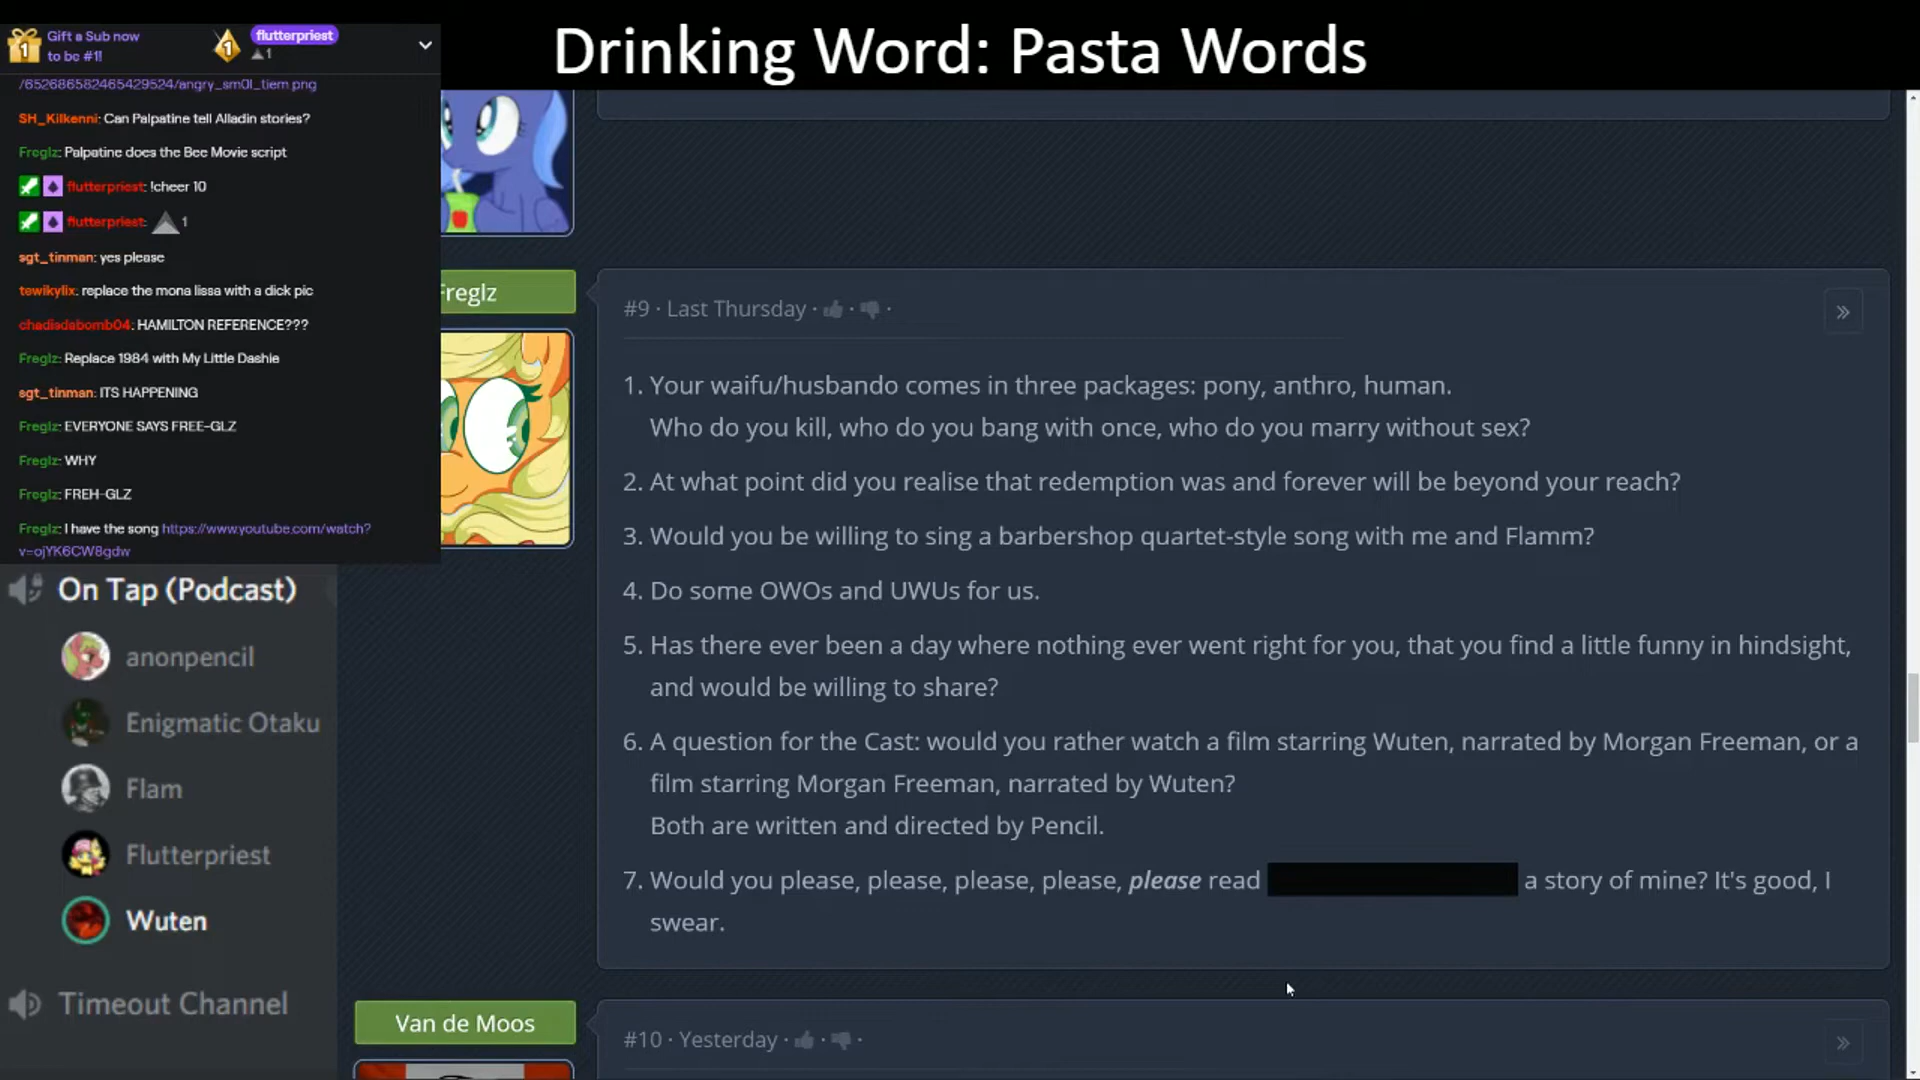 Drinking Word: Pasta Words
Gift a Sub now
to be #1!
1
1
flutterpriest
1
/652686582465429524/angry_sm0l_tiem.png
SH_Kilkenni: Can Palpatine tell Alladin stories?
Freglz: Palpatine does the Bee Movie script
flutterpriest: !cheer 10
flutterpriest: 1
sgt_tinman: yes please
tewikylix: replace the mona lissa with a dick pic
chadisdabomb04: HAMILTON REFERENCE???
Freglz: Replace 1984 with My Little Dashie
sgt_tinman: ITS HAPPENING
Freglz: EVERYONE SAYS FREE-GLZ
Freglz: WHY
Freglz: FREH-GLZ
Freglz: I have the song https://www.youtube.com/watch?
v=ojYK6CW8gdw
On Tap (Podcast)
anonpencil
Enigmatic Otaku
Flam
Flutterpriest
Wuten
Timeout Channel
Freglz
#9 · Last Thursday · · ·
1. Your waifu/husbando comes in three packages: pony, anthro, human.
Who do you kill, who do you bang with once, who do you marry without sex?
2. At what point did you realise that redemption was and forever will be beyond your reach?
3. Would you be willing to sing a barbershop quartet-style song with me and Flamm?
4. Do some OWOs and UWUs for us.
5. Has there ever been a day where nothing ever went right for you, that you find a little funny in hindsight,
and would be willing to share?
6. A question for the Cast: would you rather watch a film starring Wuten, narrated by Morgan Freeman, or a
film starring Morgan Freeman, narrated by Wuten?
Both are written and directed by Pencil.
7. Would you please, please, please, please, please read a story of mine? It's good, I
swear.
Van de Moos
#10 · Yesterday · · ·